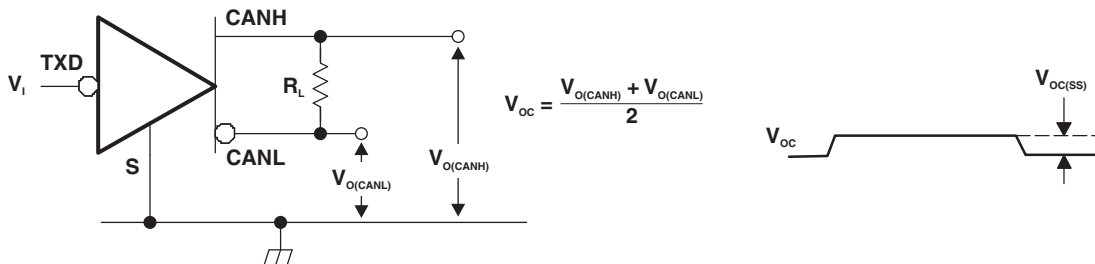 CANH
TXD
V_I
R_L
CANL
S
V_O(CANL)
V_O(CANH)
V_OC = V_O(CANH) + V_O(CANL)
2
V_OC(SS)
V_OC